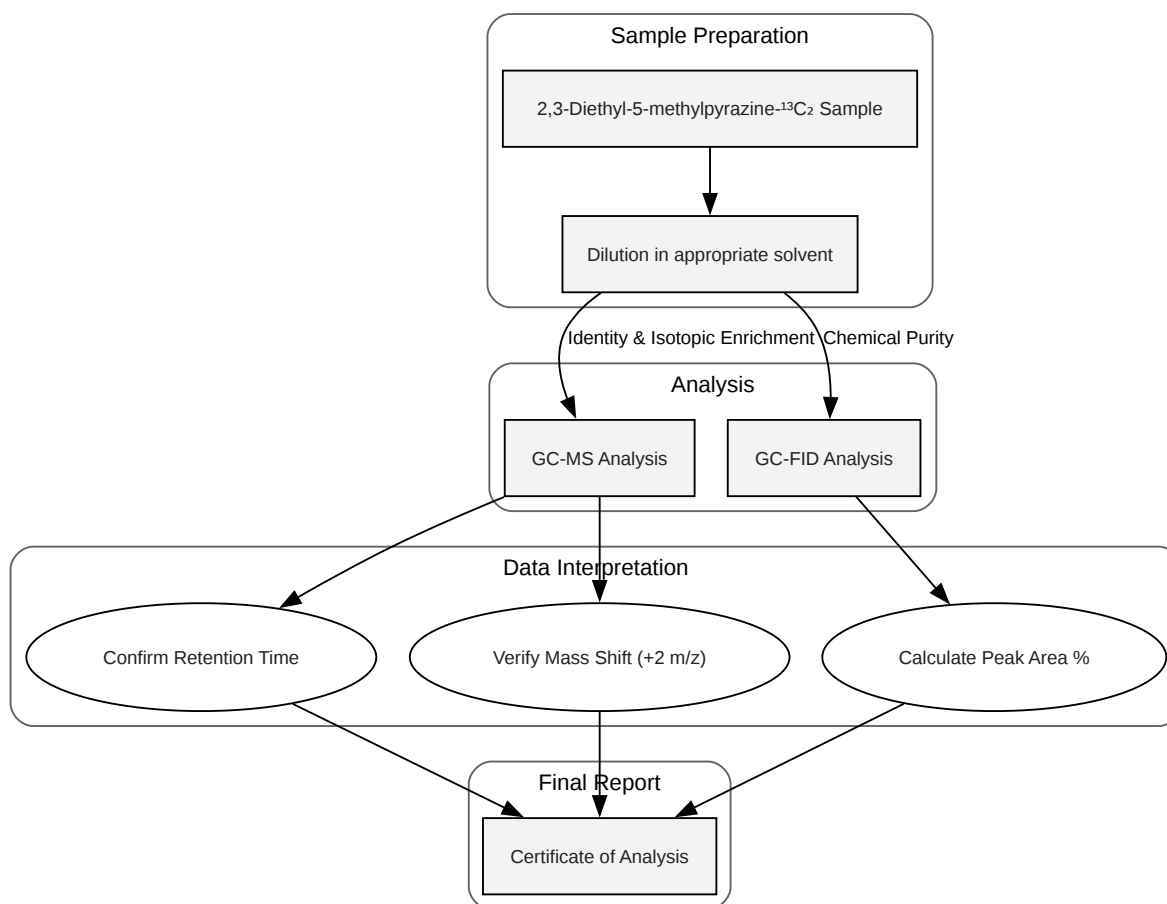 Sample Preparation
2,3-Diethyl-5-methylpyrazine-¹³C₂ Sample
Dilution in appropriate solvent
Identity & Isotopic Enrichment
Chemical Purity
Analysis
GC-MS Analysis
GC-FID Analysis
Data Interpretation
Confirm Retention Time
Verify Mass Shift (+2 m/z)
Calculate Peak Area %
Final Report
Certificate of Analysis